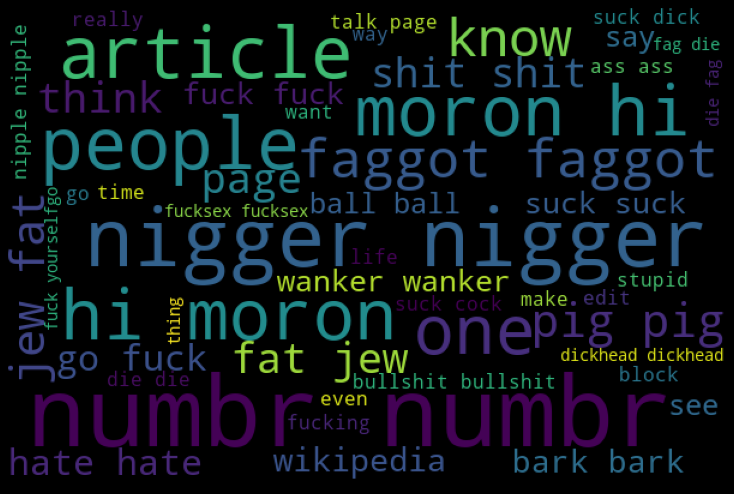 really
talk page
suck dick
article
way
know
say
fag die
nipple nipple
think
fuck fuck
shit shit
ass ass
die fag
want
moron hi
people
faggot faggot
page
go
time
fucksex fucksex
ball ball
suck suck
jew fat
fuck yourselfgo
nigger nigger
life
wanker wanker
stupid
hi moron
thing
suck cock
make
edit
one
pig pig
go fuck
fat jew
dickhead dickhead
die die
bullshit bullshit
block
numbr numbr
even
see
fucking
hate hate
wikipedia
bark bark